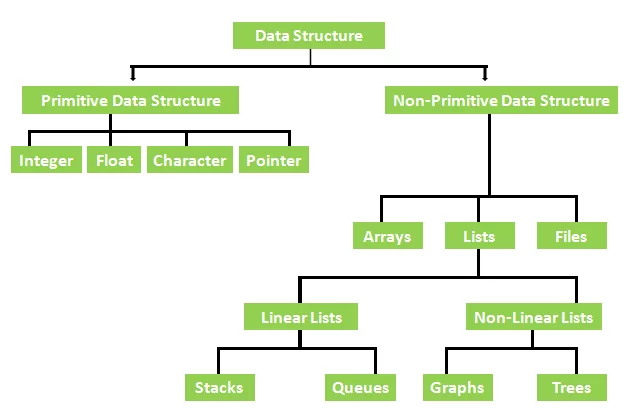 Data Structure
Primitive Data Structure
Non-Primitive Data Structure
Integer
Float
Character
Pointer
Arrays
Lists
Files
Linear Lists
Non-Linear Lists
Stacks
Queues
Graphs
Trees